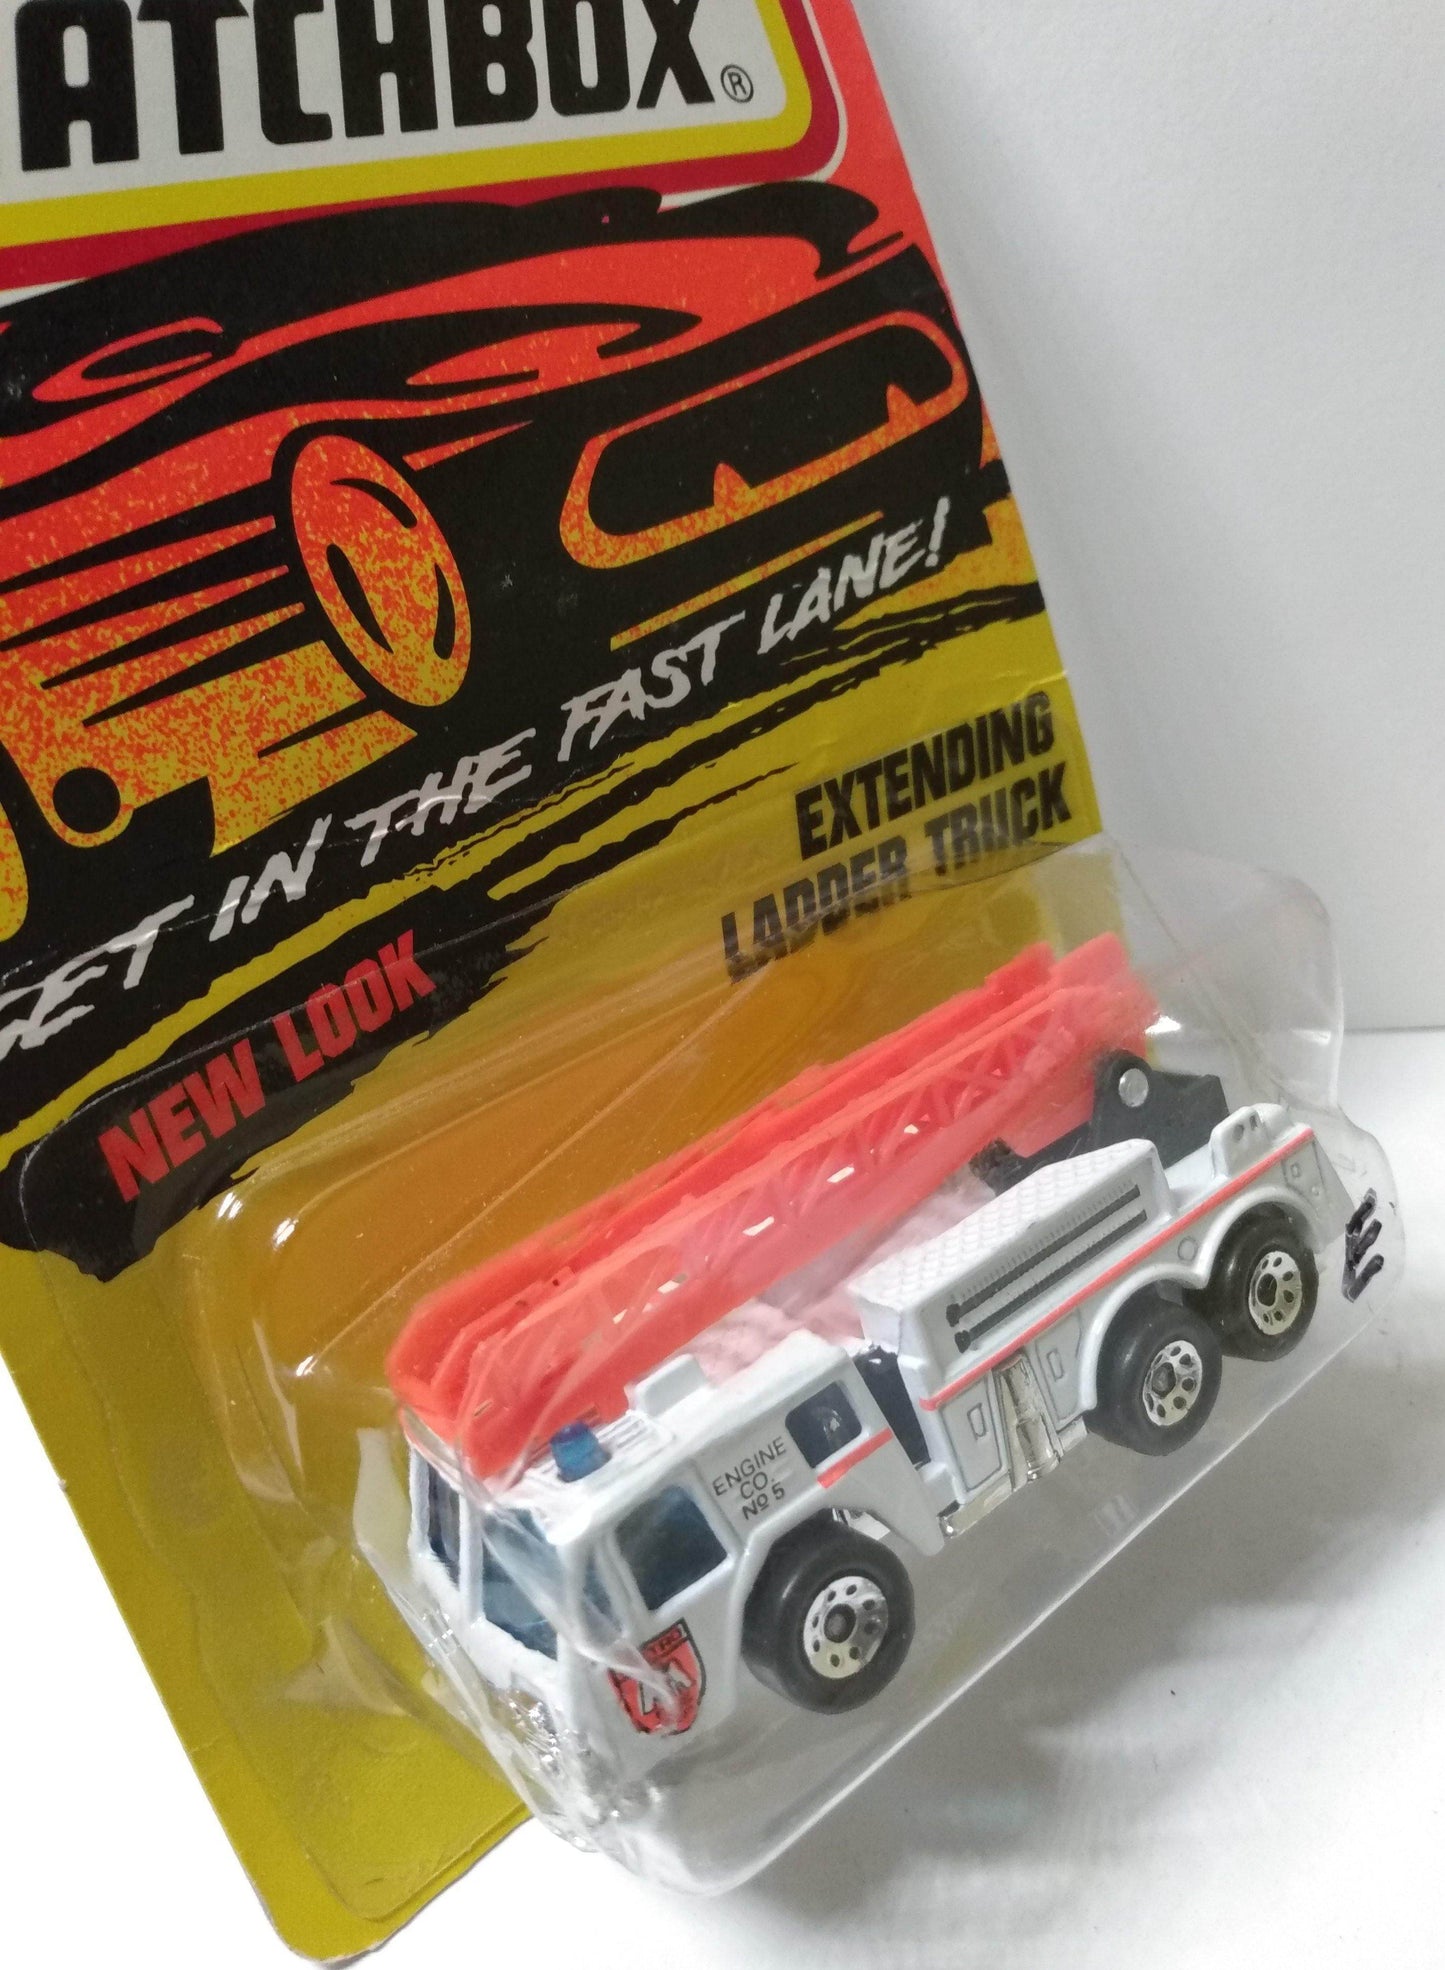 ATCHBOX®
GET IN THE FAST LANE!
EXTENDING
LADDER TRUCK
NEW LOOK
ENGINE
CO.
Nº 5
E